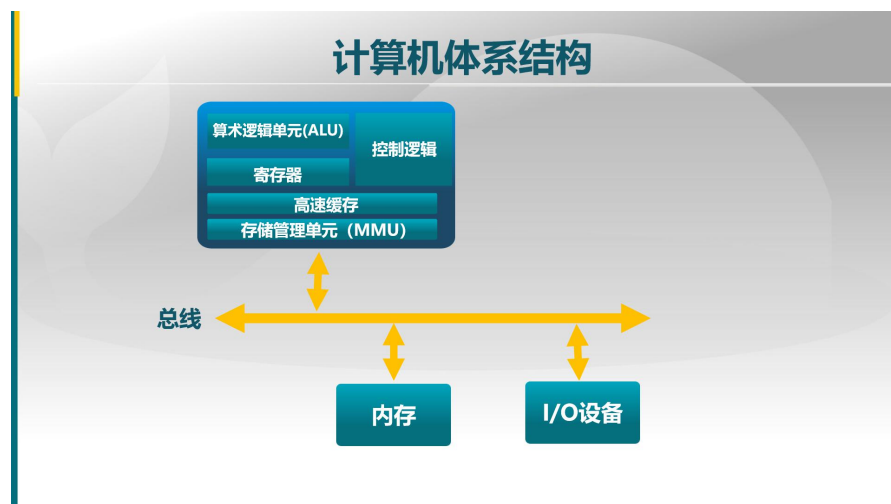 计算机体系结构
算术逻辑单元(ALU)
控制逻辑
寄存器
高速缓存
存储管理单元（MMU）
总线
内存
I/O设备